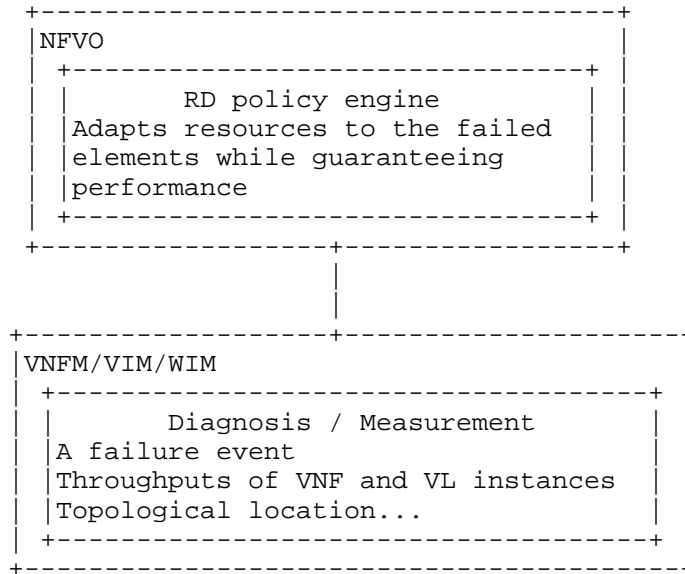 NFVO
RD policy engine
Adapts resources to the failed
elements while guaranteeing
performance
VNFM/VIM/WIM
Diagnosis / Measurement
A failure event
Throughputs of VNF and VL instances
Topological location...